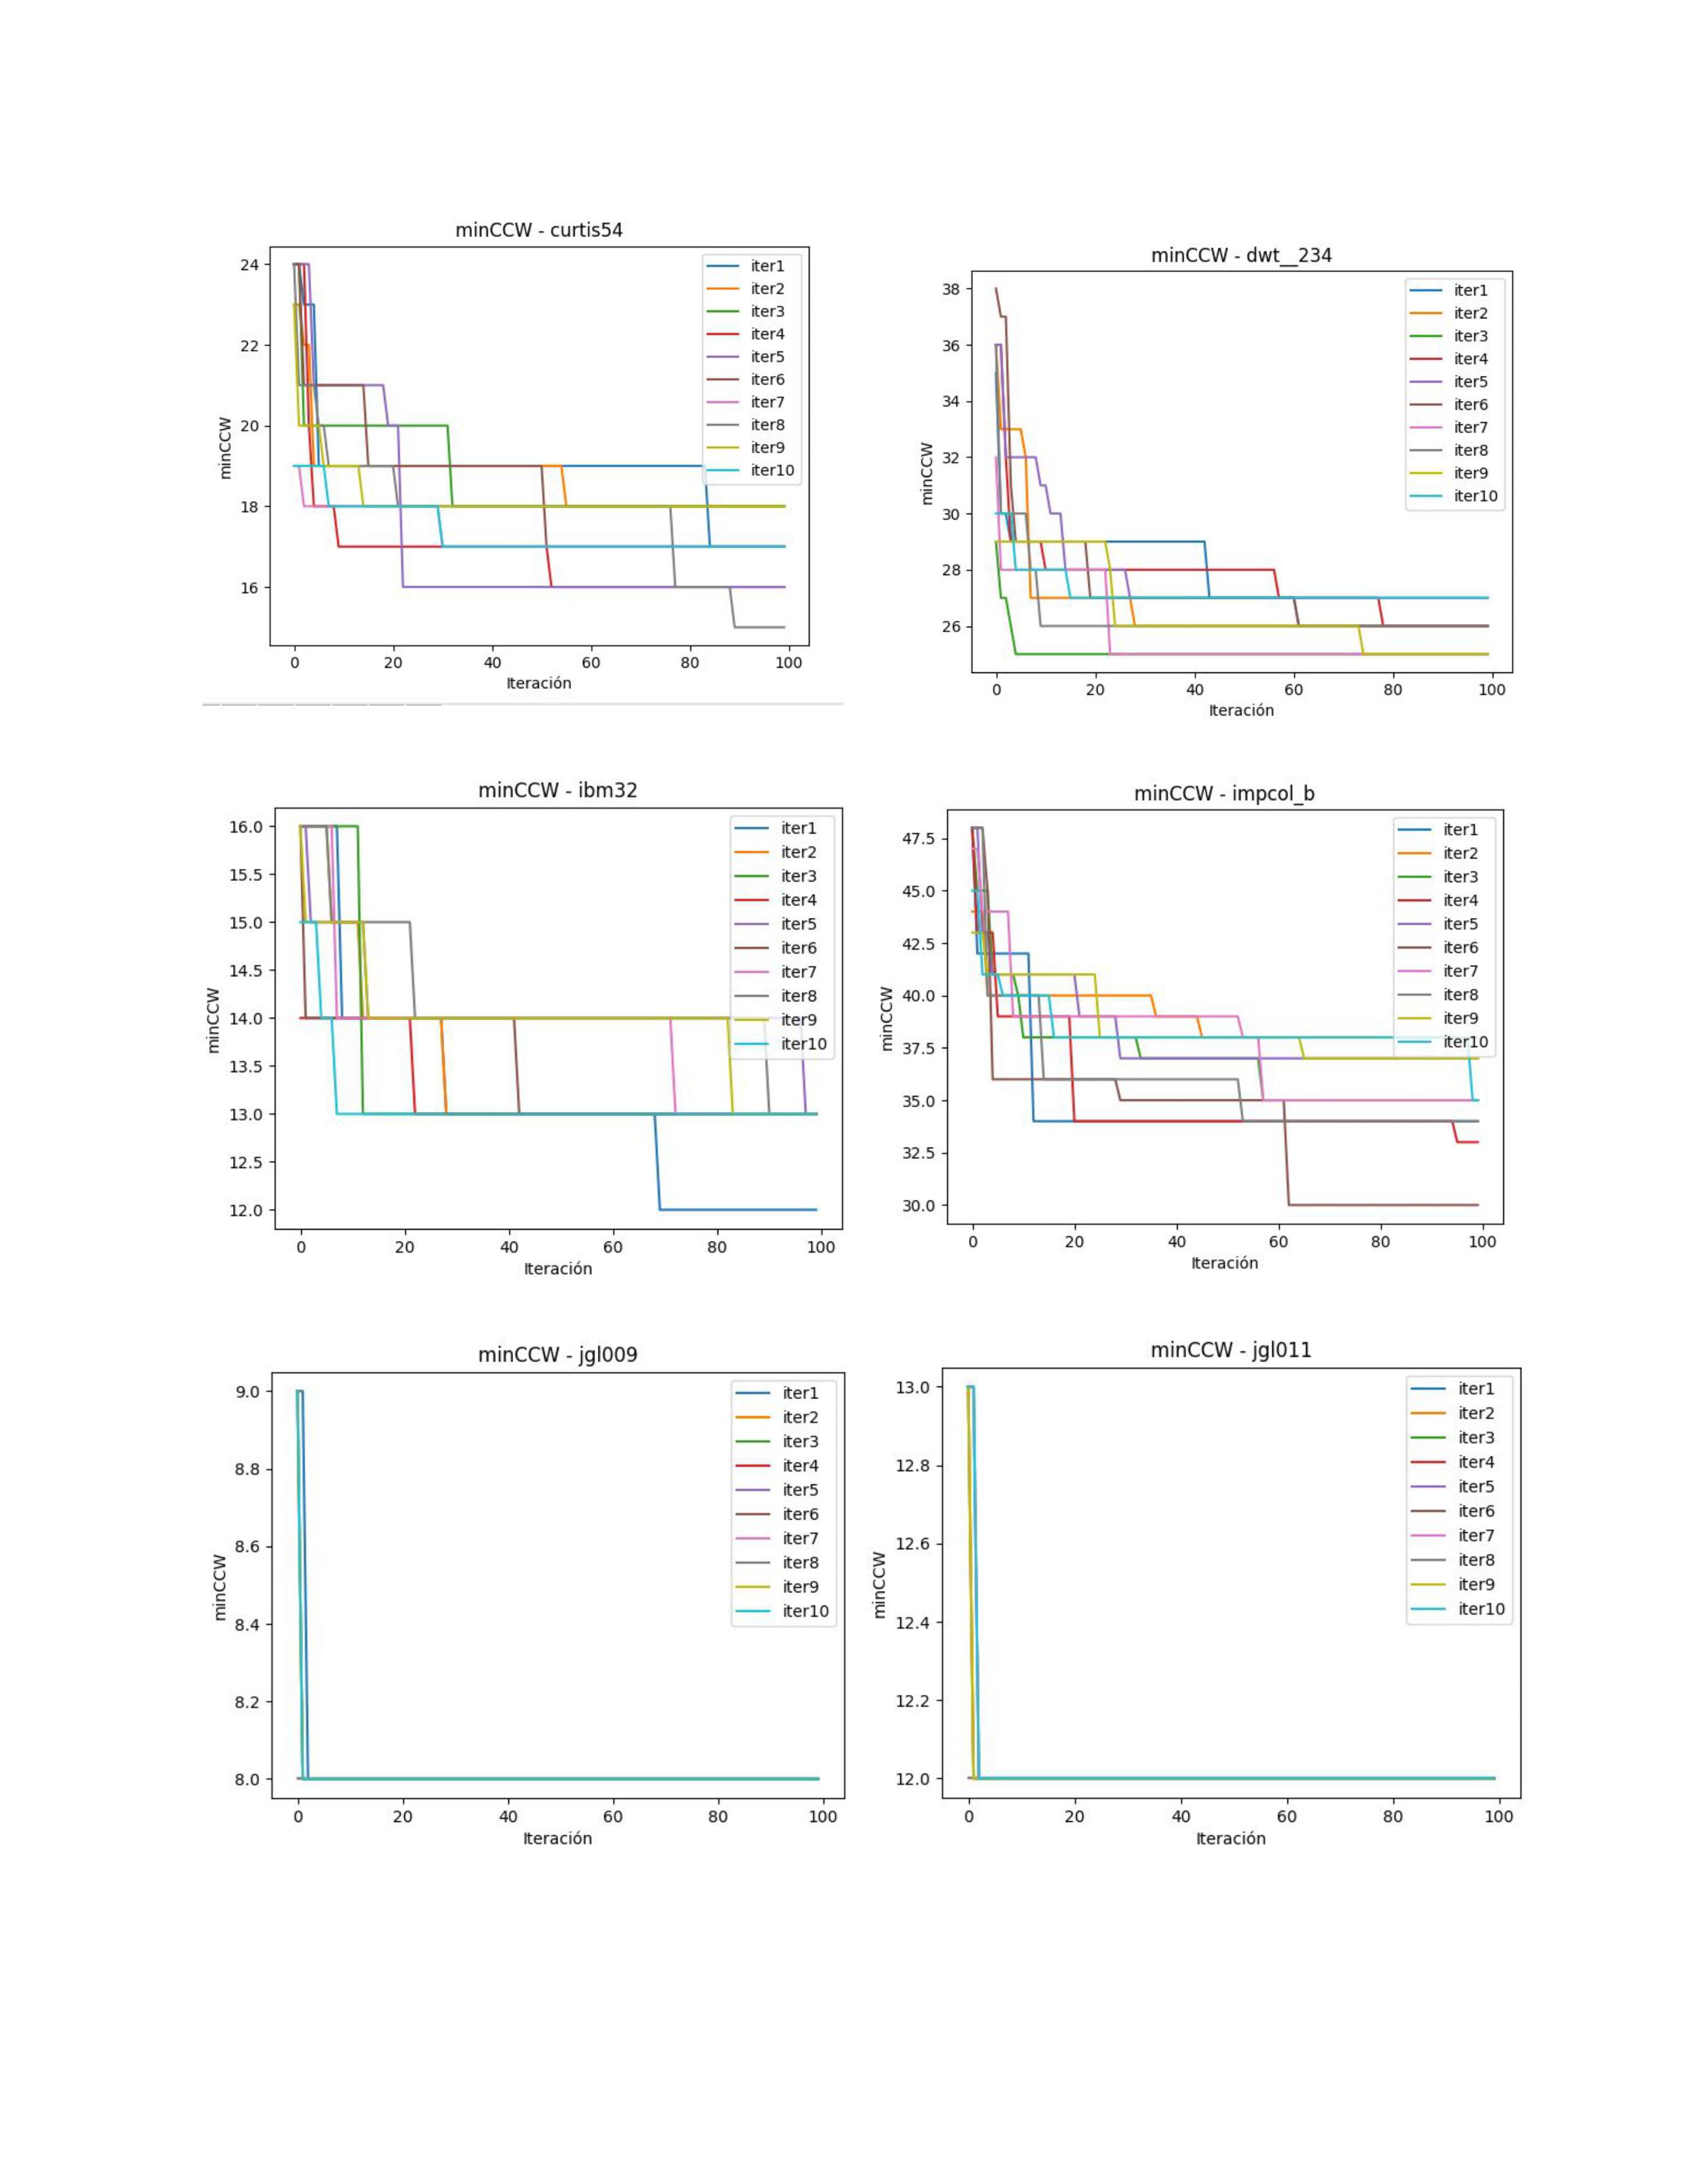 minCCW - curtis54
24
22
20
18
16
minCCW
0 20 40 60 80 100
Iteración
iter1
iter2
iter3
iter4
iter5
iter6
iter7
iter8
iter9
iter10
minCCW - dwt__234
38
36
34
32
30
28
26
minCCW
0 20 40 60 80 100
Iteración
iter1
iter2
iter3
iter4
iter5
iter6
iter7
iter8
iter9
iter10
minCCW - ibm32
16.0
15.5
15.0
14.5
14.0
13.5
13.0
12.5
12.0
minCCW
0 20 40 60 80 100
Iteración
iter1
iter2
iter3
iter4
iter5
iter6
iter7
iter8
iter9
iter10
minCCW - impcol_b
47.5
45.0
42.5
40.0
37.5
35.0
32.5
30.0
minCCW
0 20 40 60 80 100
Iteración
iter1
iter2
iter3
iter4
iter5
iter6
iter7
iter8
iter9
iter10
minCCW - jgl009
9.0
8.8
8.6
8.4
8.2
8.0
minCCW
0 20 40 60 80 100
Iteración
iter1
iter2
iter3
iter4
iter5
iter6
iter7
iter8
iter9
iter10
minCCW - jgl011
13.0
12.8
12.6
12.4
12.2
12.0
minCCW
0 20 40 60 80 100
Iteración
iter1
iter2
iter3
iter4
iter5
iter6
iter7
iter8
iter9
iter10